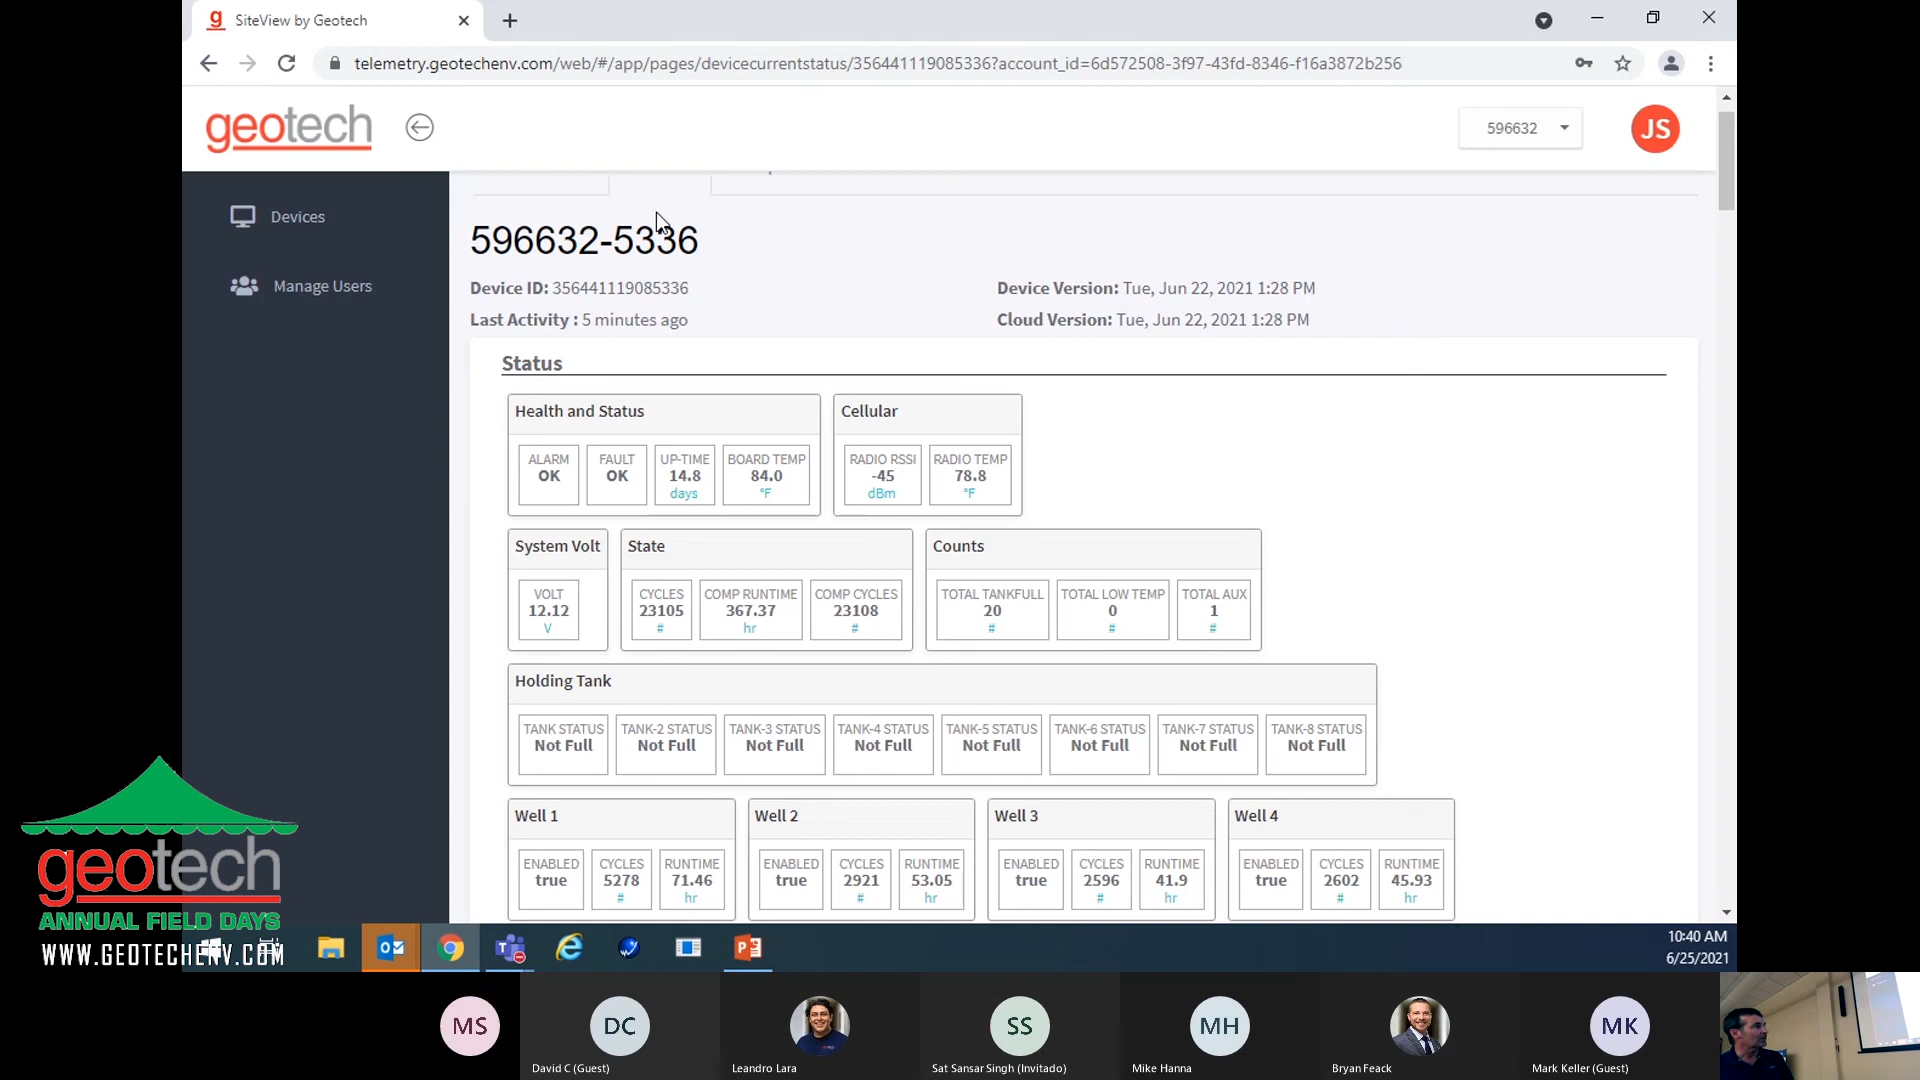 SiteView by Geotech
telemetry.geotechenv.com/web/#/app/pages/devicecurrentstatus/356441119085336?account_id=6d572508-3f97-43fd-8346-f16a3872b256
geotech
596632
JS
Devices
Manage Users
596632-5336
Device ID: 356441119085336
Device Version: Tue, Jun 22, 2021 1:28 PM
Last Activity : 5 minutes ago
Cloud Version: Tue, Jun 22, 2021 1:28 PM
Status
Health and Status
Cellular
ALARM FAULT UP-TIME BOARD TEMP RADIO RSSI RADIO TEMP
OK OK 14.8 84.0 -45 78.8
days °F dBm °F
System Volt
State
Counts
VOLT CYCLES COMP RUNTIME COMP CYCLES TOTAL TANKFULL TOTAL LOW TEMP TOTAL AUX
12.12 23105 367.37 23108 20 0 1
V # hr # # # #
Holding Tank
TANK STATUS TANK-2 STATUS TANK-3 STATUS TANK-4 STATUS TANK-5 STATUS TANK-6 STATUS TANK-7 STATUS TANK-8 STATUS
Not Full Not Full Not Full Not Full Not Full Not Full Not Full Not Full
Well 1
Well 2
Well 3
Well 4
ENABLED CYCLES RUNTIME ENABLED CYCLES RUNTIME ENABLED CYCLES RUNTIME ENABLED CYCLES RUNTIME
true 5278 71.46 true 2921 53.05 true 2596 41.9 true 2602 45.93
# hr # hr # hr # hr
geotech
ANNUAL FIELD DAYS
WWW.GEOTECHENV.COM
10:40 AM
6/25/2021
MS
DC
SS
MH
MK
David C (Guest)
Leandro Lara
Sat Sansar Singh (Invitado)
Mike Hanna
Bryan Feack
Mark Keller (Guest)